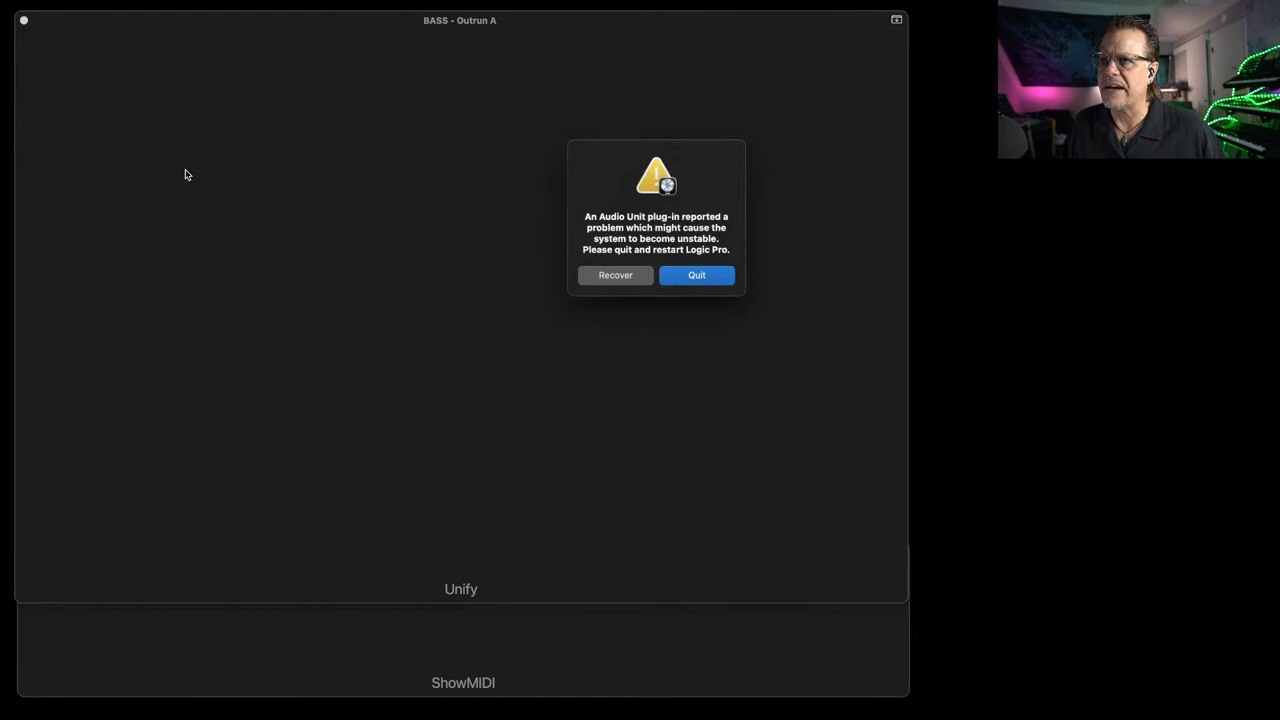 BASS - Outrun A
An Audio Unit plug-in reported a
problem which might cause the
system to become unstable.
Please quit and restart Logic Pro.
Recover
Quit
Unify
ShowMIDI